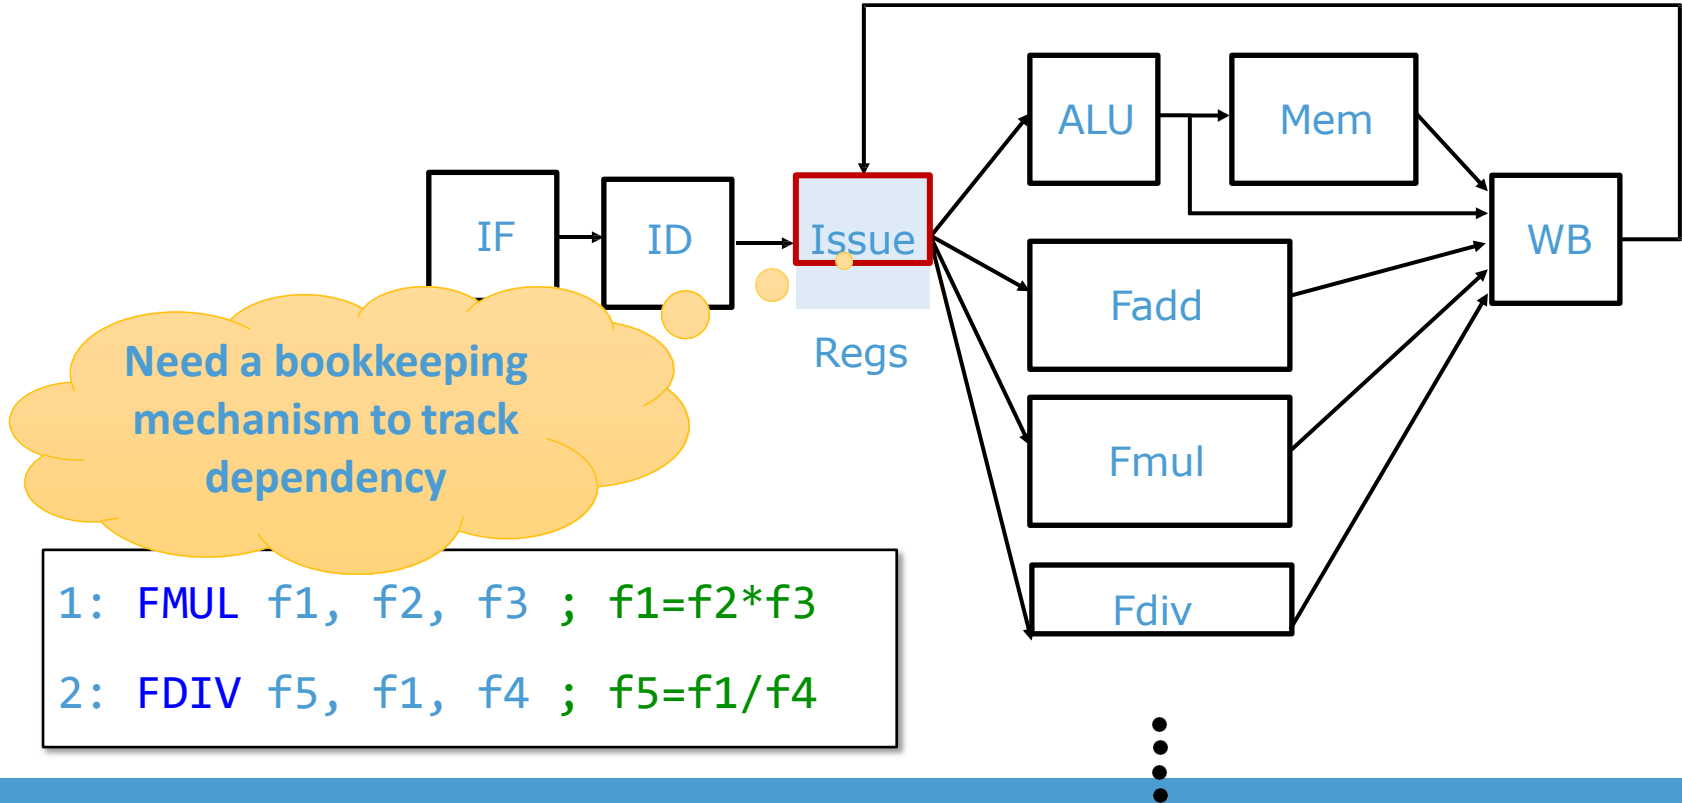 ALU
Mem
IF
ID
Issue
WB
Fadd
Regs
Need a bookkeeping
mechanism to track
dependency
Fmul
Fdiv
1: FMUL f1, f2, f3 ; f1=f2*f3
2: FDIV f5, f1, f4 ; f5=f1/f4